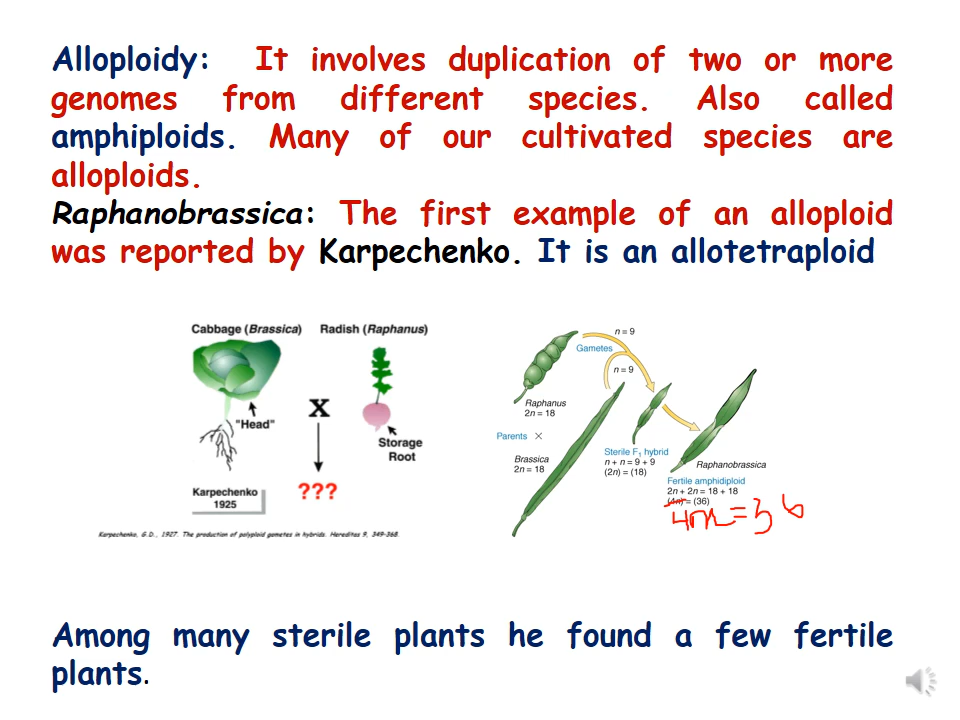 Alloploidy: It involves duplication of two or more
genomes from different species. Also called
amphiploids. Many of our cultivated species are
alloploids.
Raphanobrassica: The first example of an alloploid
was reported by Karpechenko. It is an allotetraploid
Cabbage (Brassica) Radish (Raphanus)
"Head"
X
Storage
Root
Karpechenko
1925
???
Karpechenko, G.D., 1927. The production of polyploid gametes in hybrids. Hereditas 9, 349-368.
n = 9
Gametes
n = 9
Raphanus
2n = 18
Parents ×
Brassica
2n = 18
Sterile F₁ hybrid
n + n = 9 + 9
(2n) = (18)
Raphanobrassica
Fertile amphidiploid
2n + 2n = 18 + 18
(4n) = (36)
4n = 36
Among many sterile plants he found a few fertile
plants.